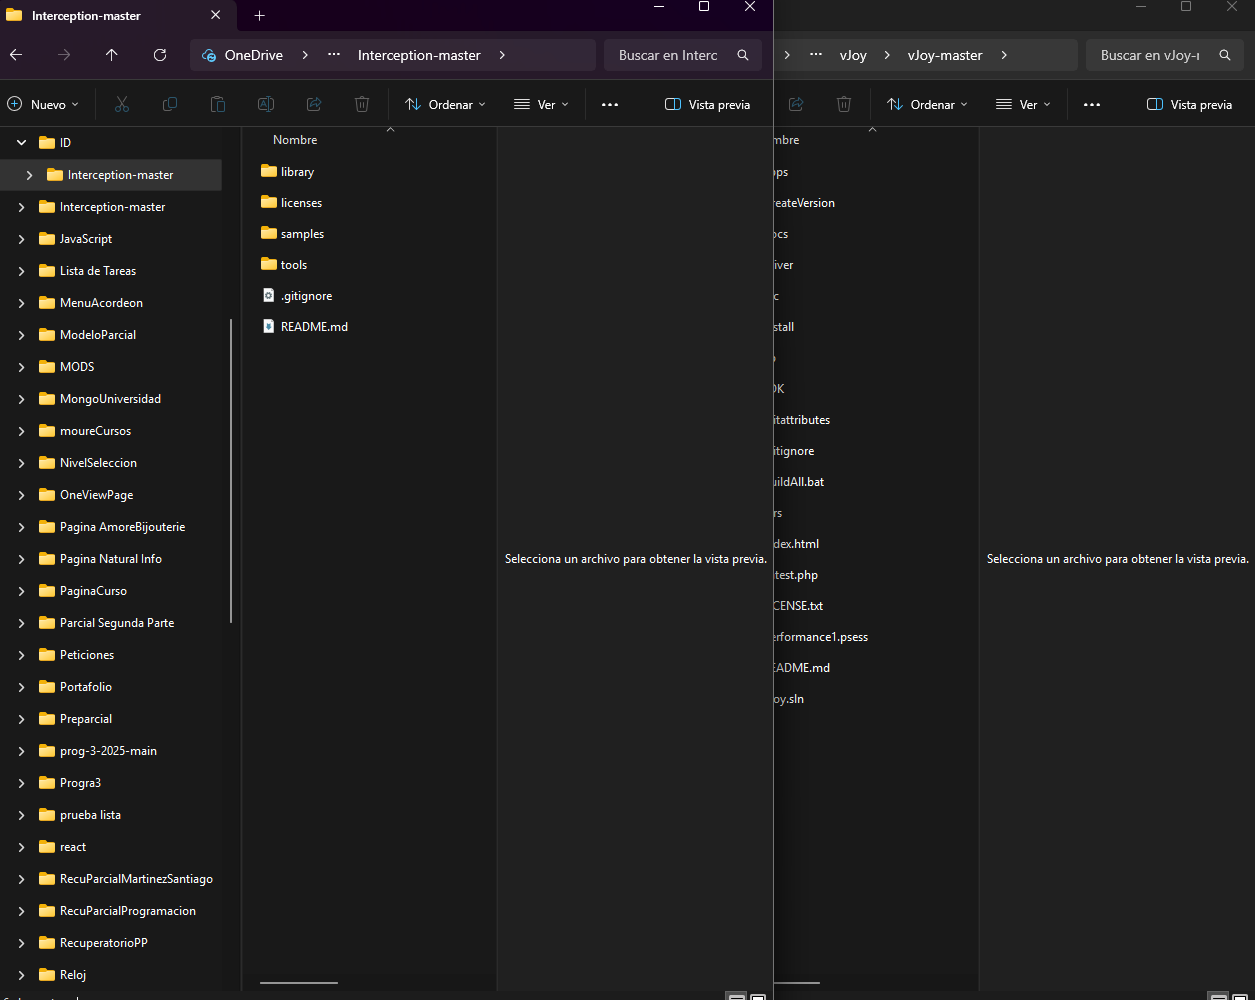 Interception-master
OneDrive
Interception-master
Buscar en Interc
Nuevo
Ordenar
Ver
Vista previa
ID
Interception-master
Interception-master
JavaScript
Lista de Tareas
MenuAcordeon
ModeloParcial
MODS
MongoUniversidad
moureCursos
NivelSeleccion
OneViewPage
Pagina AmoreBijouterie
Pagina Natural Info
PaginaCurso
Parcial Segunda Parte
Peticiones
Portafolio
Preparcial
prog-3-2025-main
Progra3
prueba lista
react
RecuParcialMartinezSantiago
RecuParcialProgramacion
RecuperatorioPP
Reloj
Nombre
library
licenses
samples
tools
.gitignore
README.md
Selecciona un archivo para obtener la vista previa.
vJoy
vJoy-master
Buscar en vJoy-r
Ordenar
Ver
Vista previa
mbre
ps
reateVersion
ocs
iver
c
stall
DK
itattributes
itignore
uildAll.bat
rs
dex.html
test.php
CENSE.txt
erformance1.psess
EADME.md
oy.sln
Selecciona un archivo para obtener la vista previa.